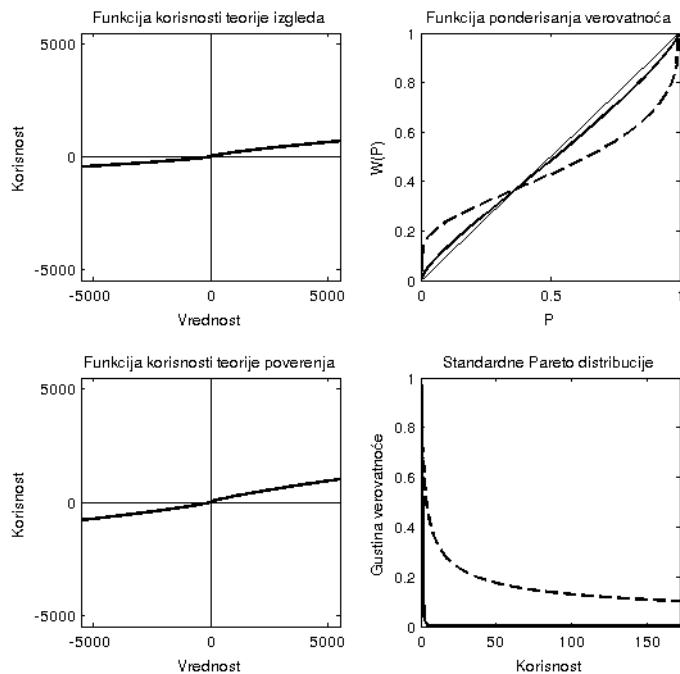 Funkcija korisnosti teorije izgleda
5000
0
-5000
Korisnost
-5000
0
5000
Vrednost
Funkcija ponderisanja verovatnoća
1
0.8
0.6
0.4
0.2
0
W(P)
0
0.5
1
P
Funkcija korisnosti teorije poverenja
5000
0
-5000
Korisnost
-5000
0
5000
Vrednost
Standardne Pareto distribucije
1
0.8
0.6
0.4
0.2
0
Gustina verovatnoće
0
50
100
150
Korisnost